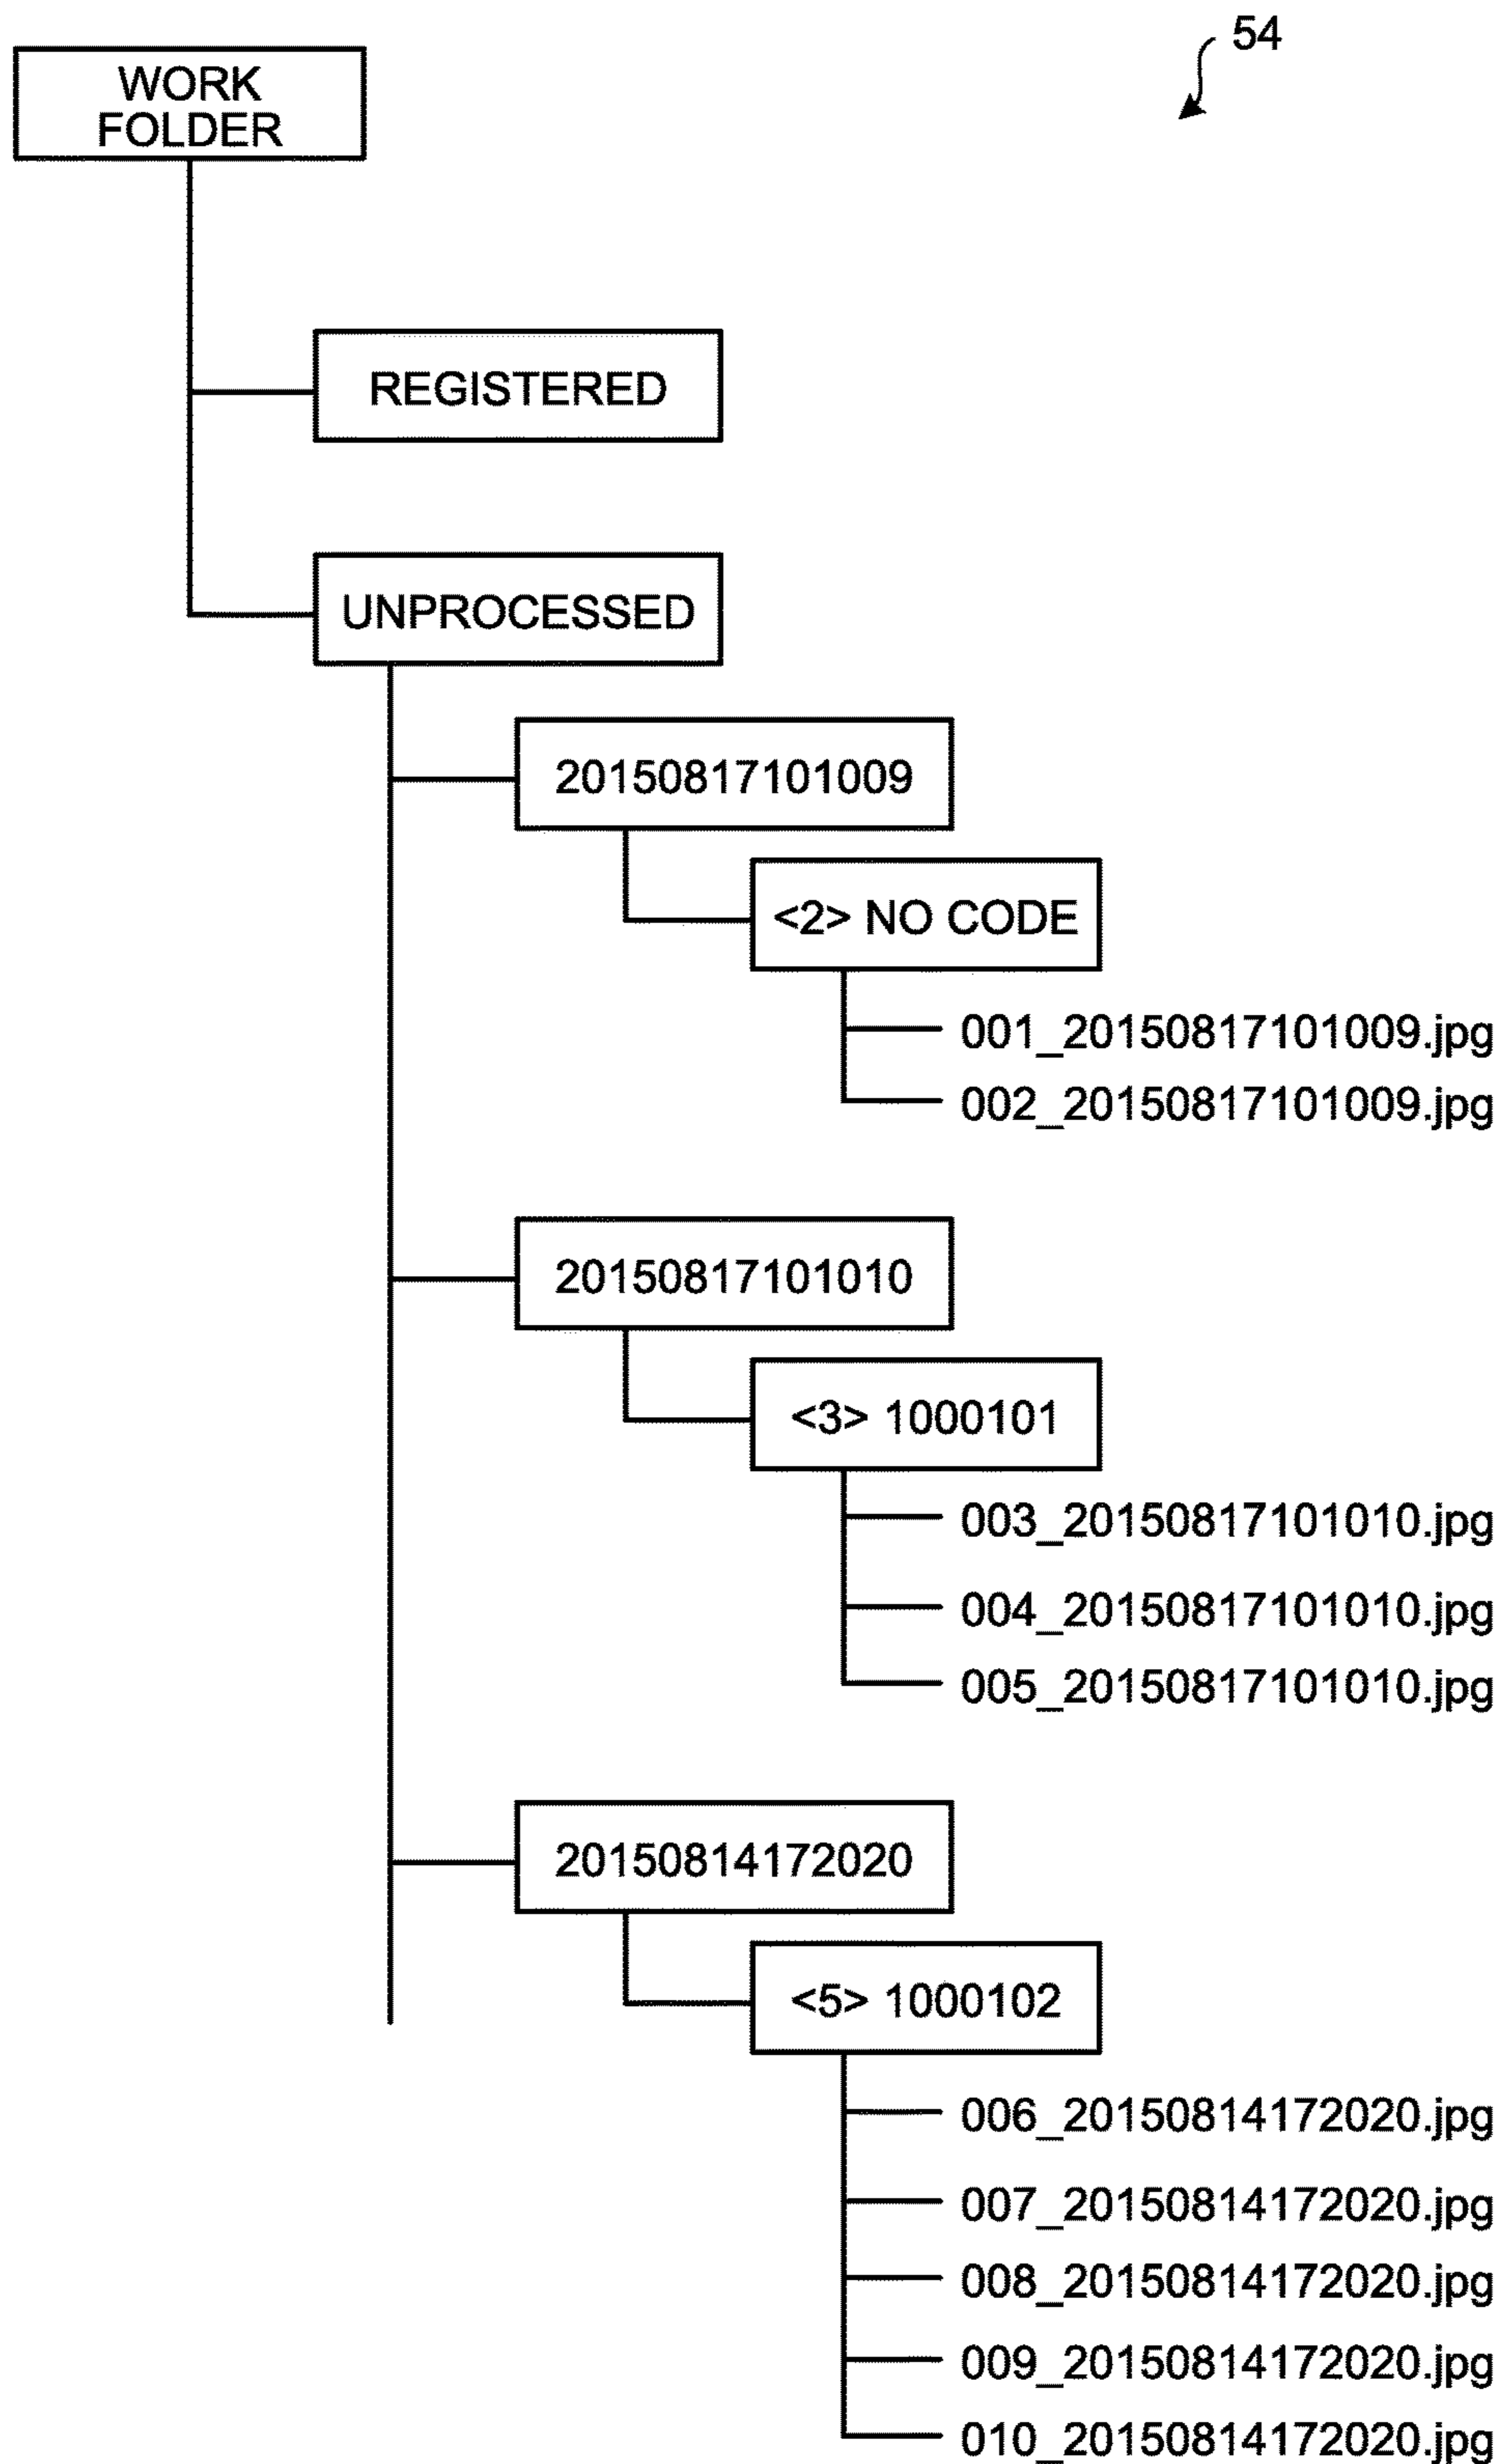 54
WORK
FOLDER
REGISTERED
UNPROCESSED
20150817101009
<2> NO CODE
001_20150817101009.jpg
002_20150817101009.jpg
20150817101010
<3> 1000101
003_20150817101010.jpg
004_20150817101010.jpg
005_20150817101010.jpg
20150814172020
<5> 1000102
006_20150814172020.jpg
007_20150814172020.jpg
008_20150814172020.jpg
009_20150814172020.jpg
010_20150814172020.jpg